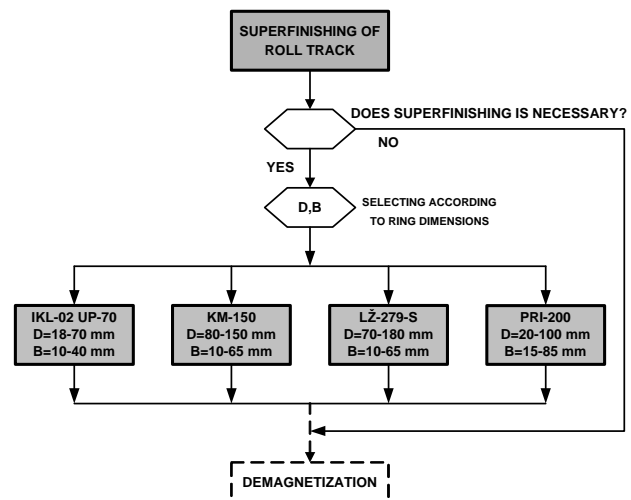 SUPERFINISHING OF
ROLL TRACK
DOES SUPERFINISHING IS NECESSARY?
NO
YES
D,B
SELECTING ACCORDING
TO RING DIMENSIONS
IKL-02 UP-70
D=18-70 mm
B=10-40 mm
KM-150
D=80-150 mm
B=10-65 mm
LŽ-279-S
D=70-180 mm
B=10-65 mm
PRI-200
D=20-100 mm
B=15-85 mm
DEMAGNETIZATION